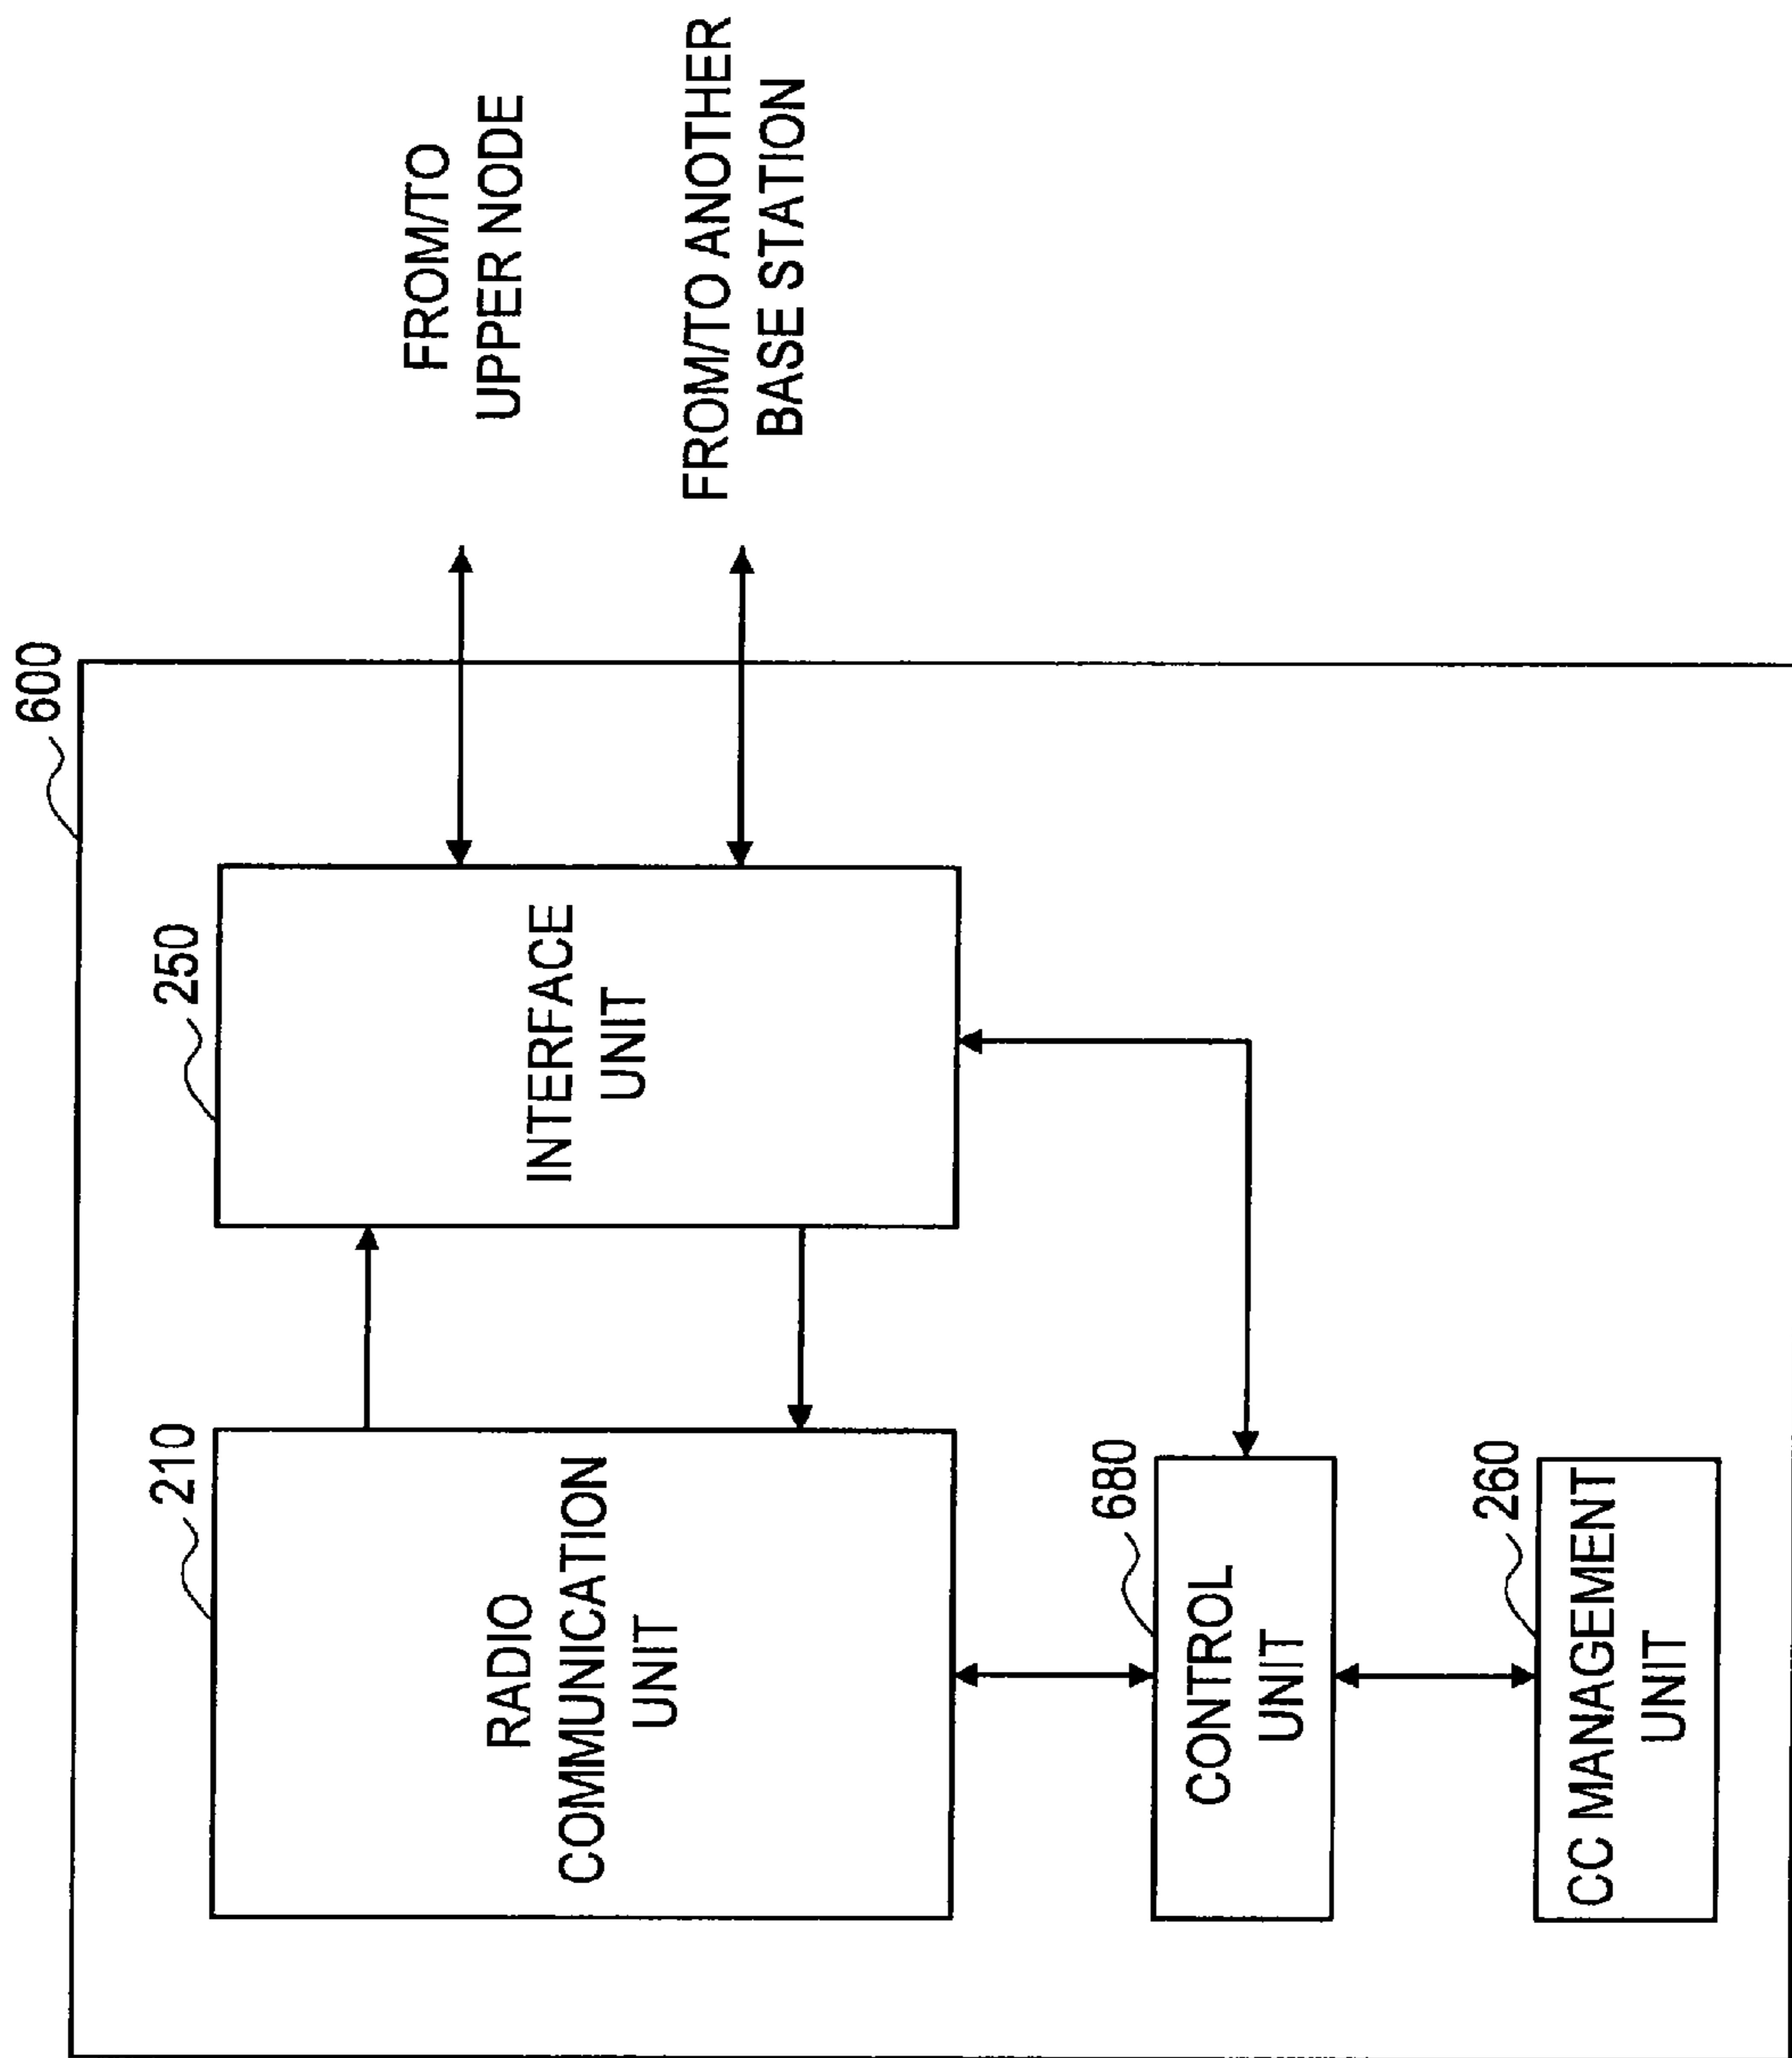 600
210
RADIO
COMMUNICATION
UNIT
250
INTERFACE
UNIT
FROM/TO
UPPER NODE
FROM/TO ANOTHER
BASE STATION
680
CONTROL
UNIT
260
CC MANAGEMENT
UNIT